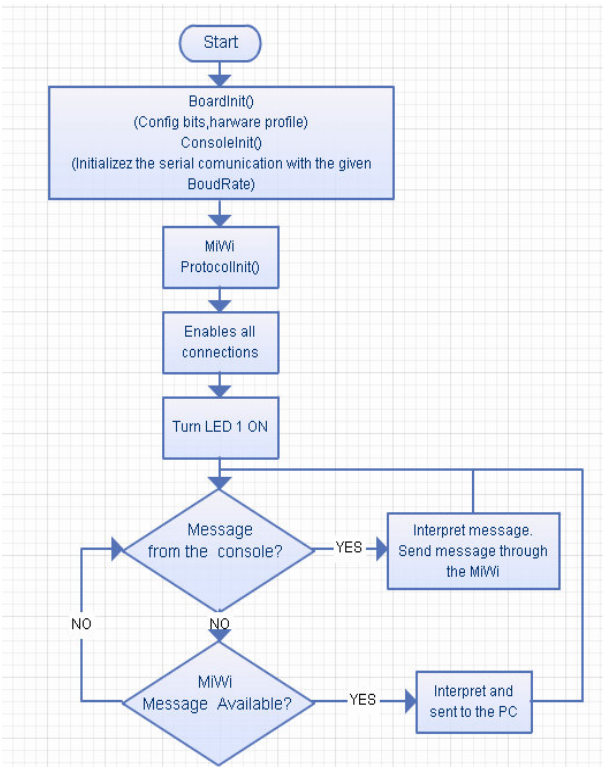 Start
BoardInit()
(Config bits,harware profile)
ConsoleInit()
(Initializez the serial comunication with the given
BoudRate)
MiWi
ProtocolInit()
Enables all
connections
Turn LED 1 ON
Message
from the console?
YES
Interpret message.
Send message through
the MiWi
NO
NO
MiWi
Message Available?
YES
Interpret and
sent to the PC